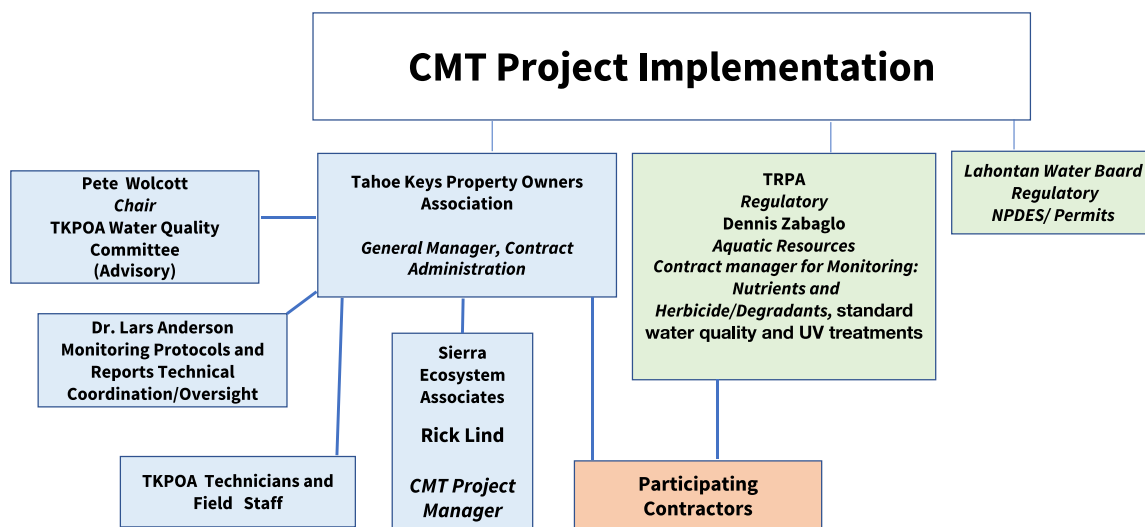 CMT Project Implementation
Pete Wolcott
Chair
TKPOA Water Quality
Committee
(Advisory)
Tahoe Keys Property Owners
Association
General Manager, Contract
Administration
TRPA
Regulatory
Dennis Zabaglo
Aquatic Resources
Contract manager for Monitoring:
Nutrients and
Herbicide/Degradants, standard
water quality and UV treatments
Lahontan Water Baard
Regulatory
NPDES/ Permits
Dr. Lars Anderson
Monitoring Protocols and
Reports Technical
Coordination/Oversight
Sierra
Ecosystem
Associates
Rick Lind
CMT Project
Manager
TKPOA Technicians and
Field Staff
Participating
Contractors